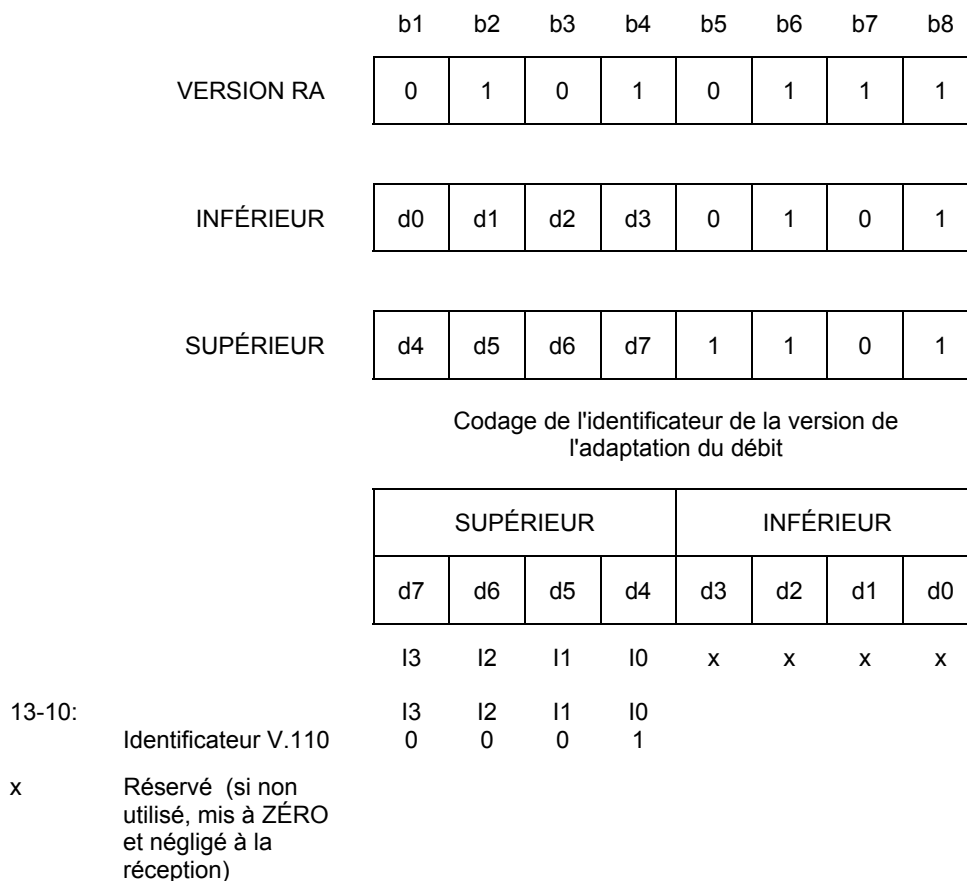 b1 b2 b3 b4 b5 b6 b7 b8
VERSION RA 0 1 0 1 0 1 1 1
INFÉRIEUR d0 d1 d2 d3 0 1 0 1
SUPÉRIEUR d4 d5 d6 d7 1 1 0 1
Codage de l'identificateur de la version de
l'adaptation du débit
SUPÉRIEUR INFÉRIEUR
d7 d6 d5 d4 d3 d2 d1 d0
I3 I2 I1 I0 x x x x
13-10: I3 I2 I1 I0
Identificateur V.110 0 0 0 1
x Réservé (si non
utilisé, mis à ZÉRO
et négligé à la
réception)